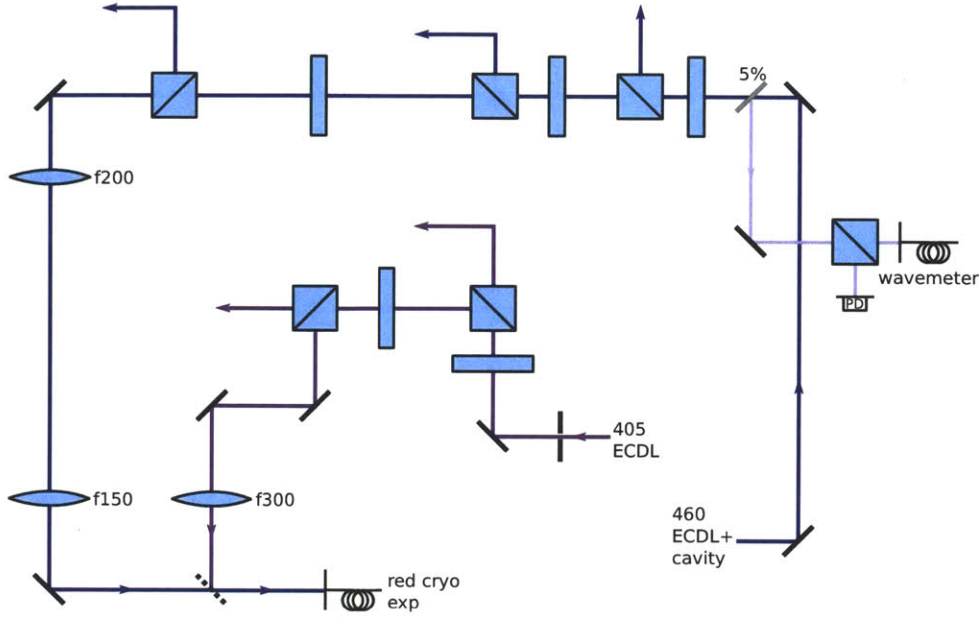 5%
f200
wavemeter
PD
405
ECDL
f150
f300
460
ECDL+
cavity
red cryo
exp